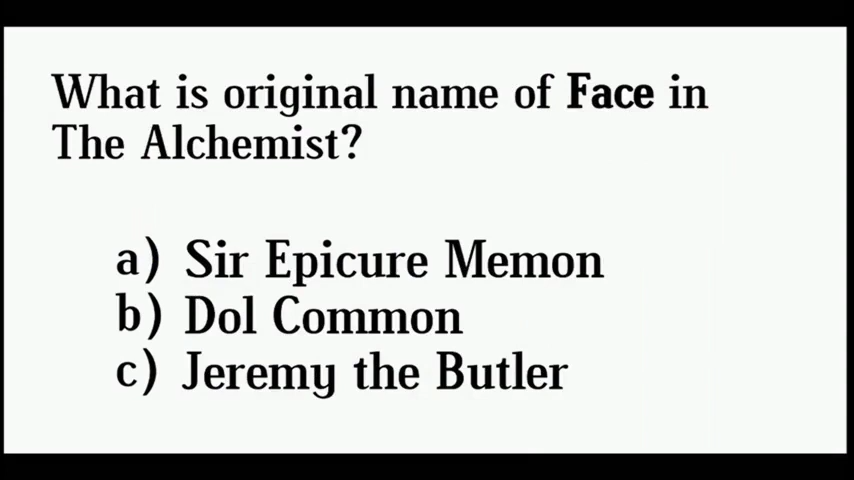 What is original name of Face in
The Alchemist?
a) Sir Epicure Memon
b) Dol Common
c) Jeremy the Butler